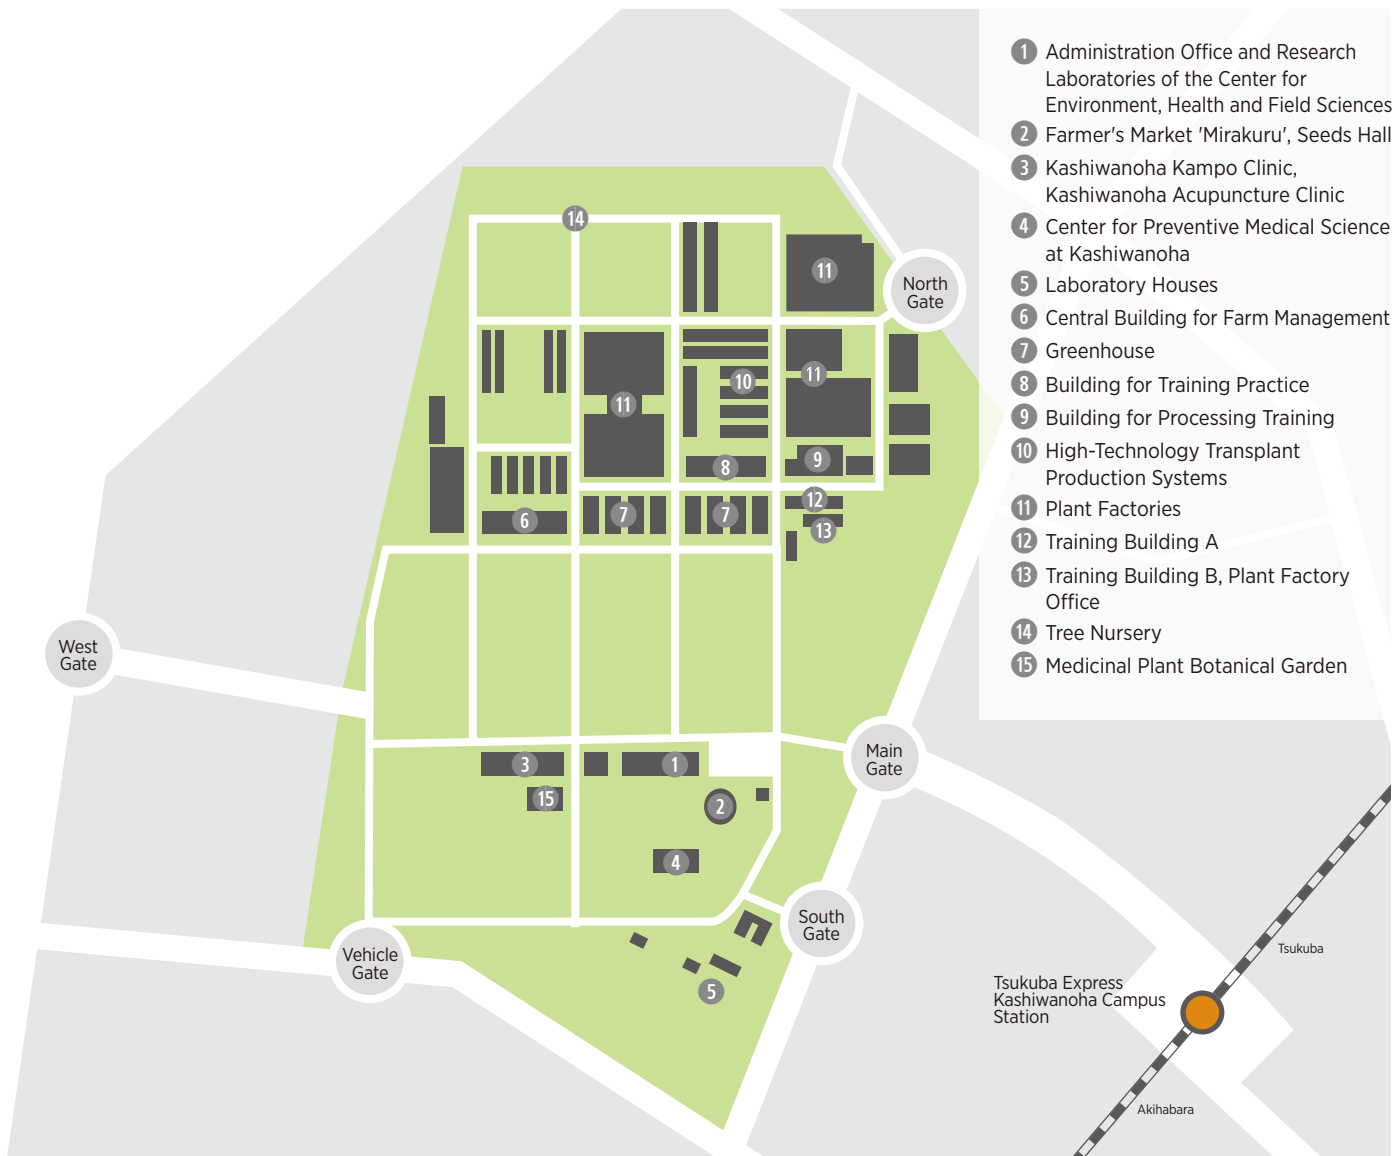 1 Administration Office and Research
Laboratories of the Center for
Environment, Health and Field Sciences
2 Farmer's Market 'Mirakuru', Seeds Hall
3 Kashiwanoha Kampo Clinic,
Kashiwanoha Acupuncture Clinic
4 Center for Preventive Medical Science
at Kashiwanoha
5 Laboratory Houses
6 Central Building for Farm Management
7 Greenhouse
8 Building for Training Practice
9 Building for Processing Training
10 High-Technology Transplant
Production Systems
11 Plant Factories
12 Training Building A
13 Training Building B, Plant Factory
Office
14 Tree Nursery
15 Medicinal Plant Botanical Garden
14
11
North
Gate
11
10
11
8
9
12
6
7
7
13
West
Gate
Main
Gate
3
1
15
2
4
South
Gate
Vehicle
Gate
5
Tsukuba
Tsukuba Express
Kashiwanoha Campus
Station
Akihabara